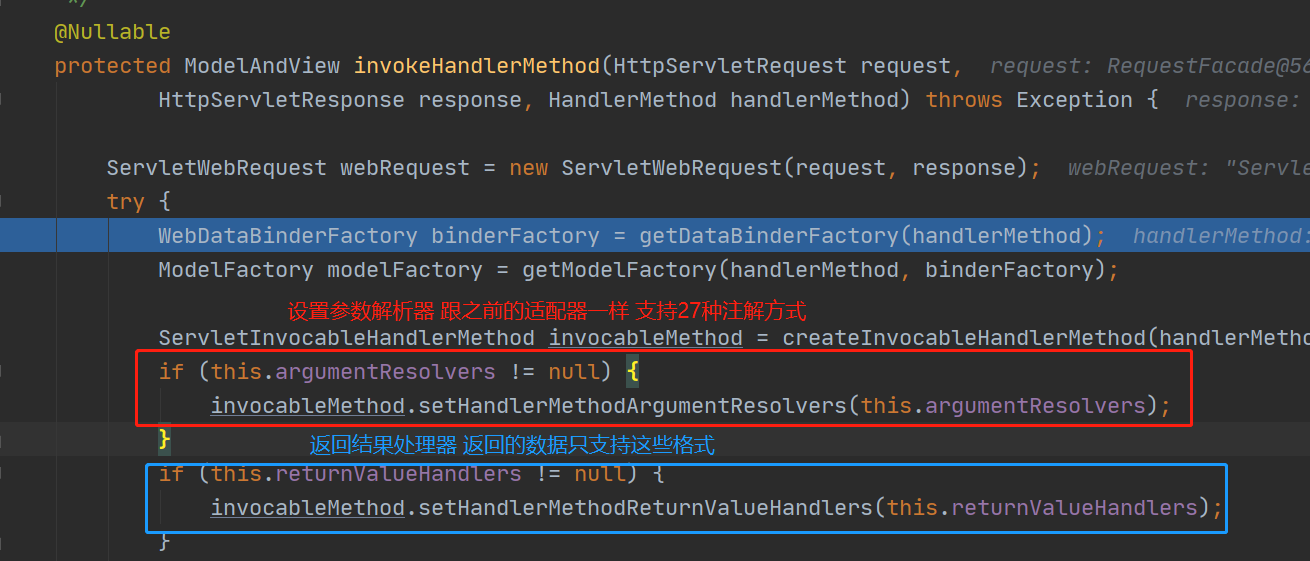 */
@Nullable
protected ModelAndView invokeHandlerMethod(HttpServletRequest request, request: RequestFacade@56
HttpServletResponse response, HandlerMethod handlerMethod) throws Exception { response:
ServletWebRequest webRequest = new ServletWebRequest(request, response); webRequest: "Servle
try {
WebDataBinderFactory binderFactory = getDataBinderFactory(handlerMethod); handlerMethod:
ModelFactory modelFactory = getModelFactory(handlerMethod, binderFactory);
设置参数解析器 跟之前的适配器一样 支持27种注解方式
ServletInvocableHandlerMethod invocableMethod = createInvocableHandlerMethod(handlerMetho
if (this.argumentResolvers != null) {
invocableMethod.setHandlerMethodArgumentResolvers(this.argumentResolvers);
}
返回结果处理器 返回的数据只支持这些格式
if (this.returnValueHandlers != null) {
invocableMethod.setHandlerMethodReturnValueHandlers(this.returnValueHandlers);
}